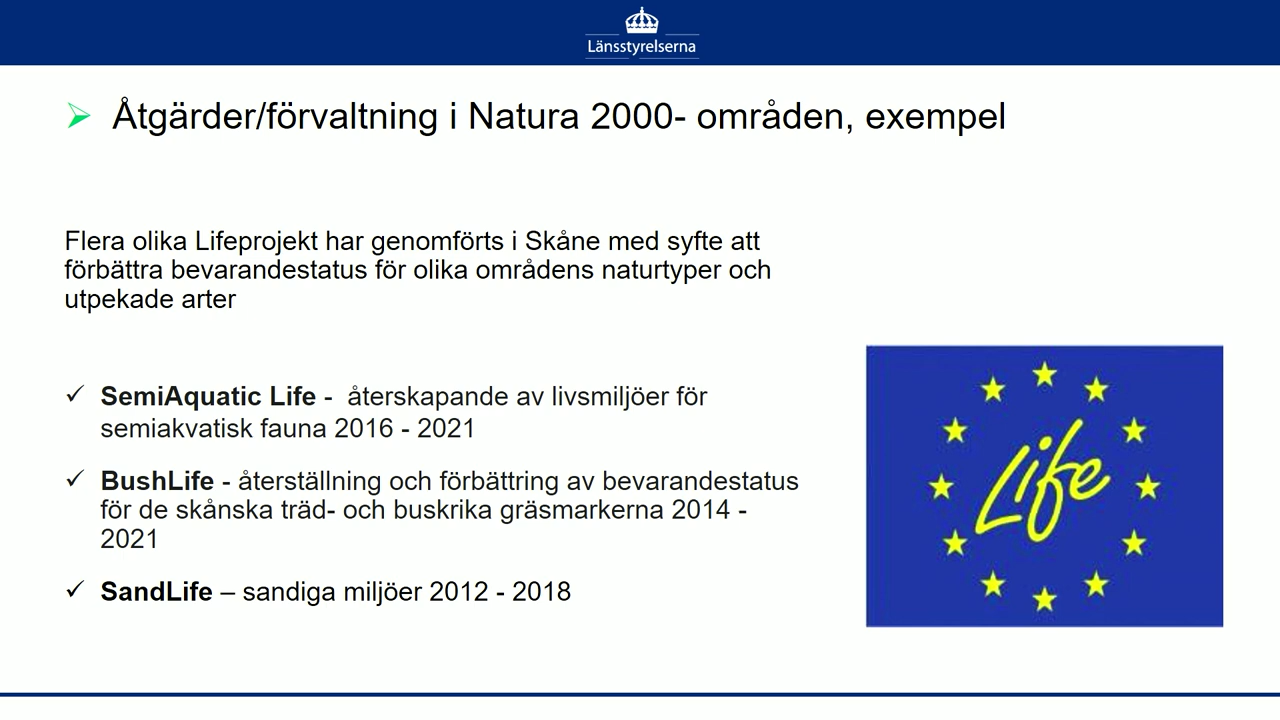 Länsstyrelserna
Åtgärder/förvaltning i Natura 2000- områden, exempel
Flera olika Lifeprojekt har genomförts i Skåne med syfte att
förbättra bevarandestatus för olika områdens naturtyper och
utpekade arter
SemiAquatic Life - återskapande av livsmiljöer för
semiakvatisk fauna 2016 - 2021
BushLife - återställning och förbättring av bevarandestatus
för de skånska träd- och buskrika gräsmarkerna 2014 -
2021
SandLife – sandiga miljöer 2012 - 2018
Life